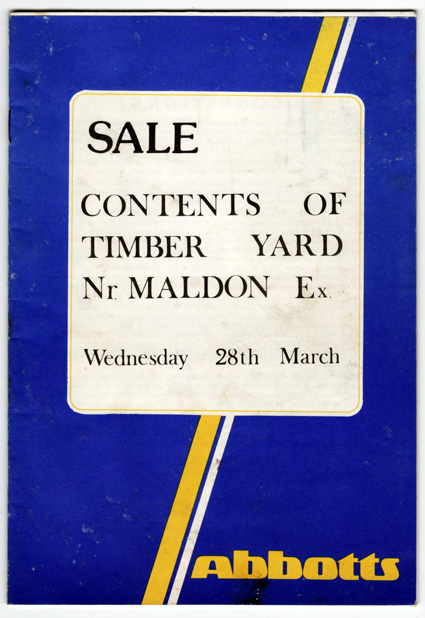 SALE
CONTENTS OF
TIMBER YARD
Nr. MALDON Ex.
Wednesday 28th March
abbotts